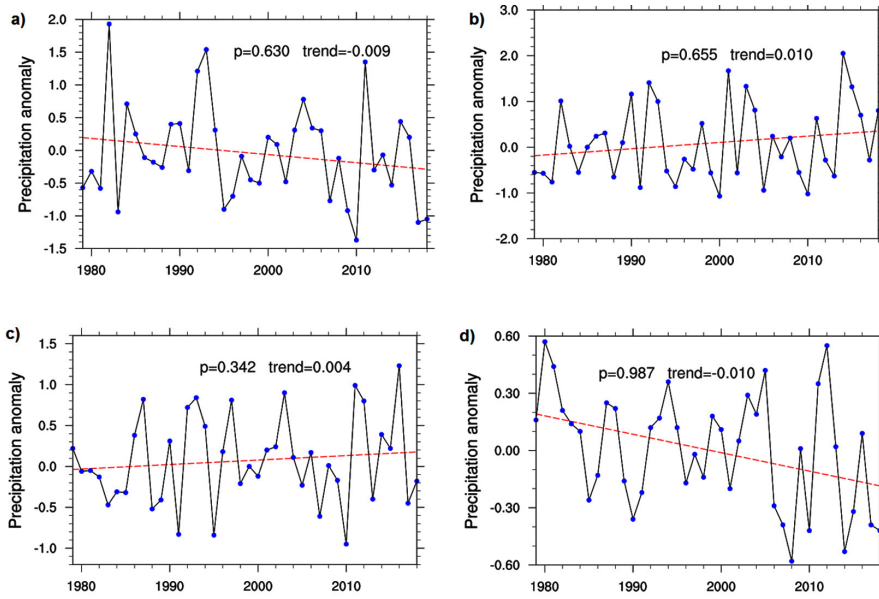 a)
p=0.630 trend=-0.009
Precipitation anomaly
2.0
1.5
1.0
0.5
0.0
-0.5
-1.0
-1.5
1980 1990 2000 2010
b)
p=0.655 trend=0.010
Precipitation anomaly
3.0
2.0
1.0
0.0
-1.0
-2.0
1980 1990 2000 2010
c)
p=0.342 trend=0.004
Precipitation anomaly
1.5
1.0
0.5
0.0
-0.5
-1.0
1980 1990 2000 2010
d)
p=0.987 trend=-0.010
Precipitation anomaly
0.60
0.30
0.00
-0.30
-0.60
1980 1990 2000 2010